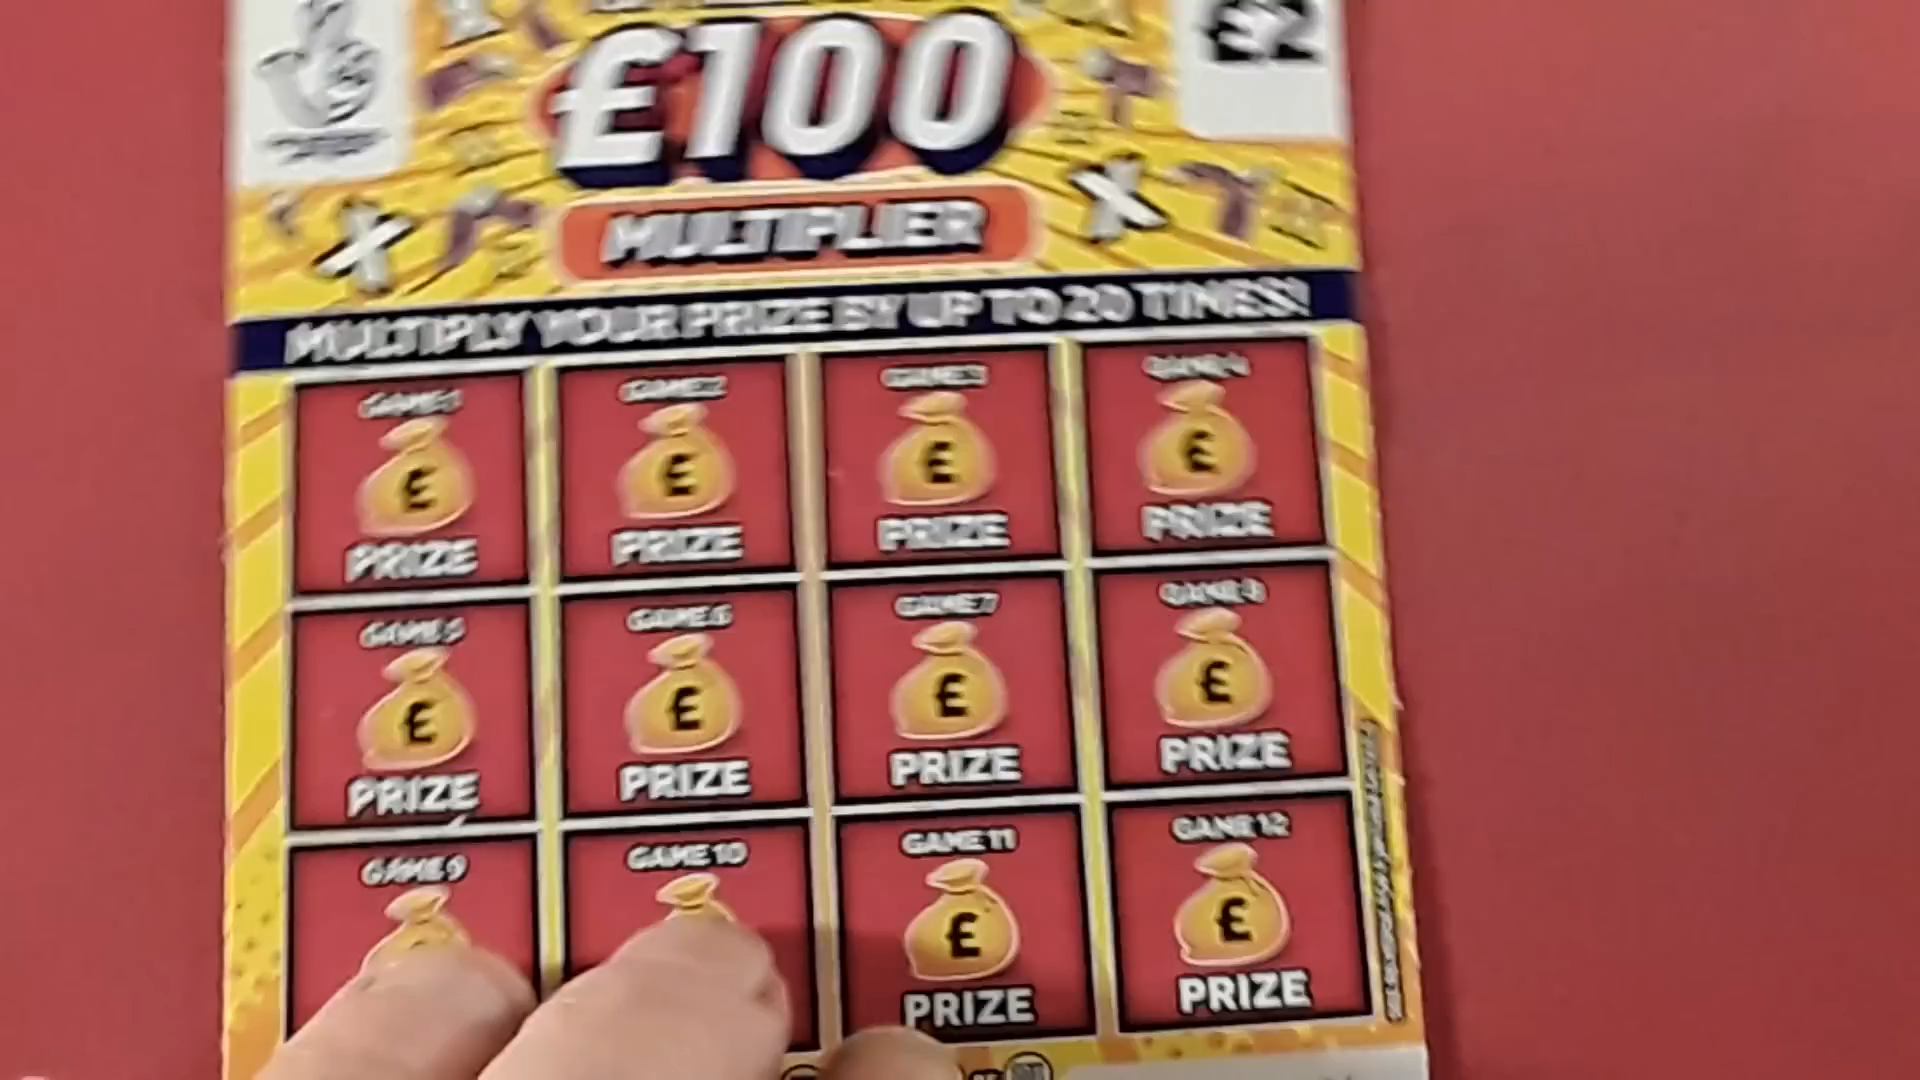 £100
£2
MULTIPLIER
X X
MULTIPLY YOUR PRIZE BY UP TO 20 TIMES!
GAME 1 GAME 2 GAME 3 GAME 4
£ £ £ £
PRIZE PRIZE PRIZE PRIZE
GAME 5 GAME 6 GAME 7 GAME 8
£ £ £ £
PRIZE PRIZE PRIZE PRIZE
GAME 9 GAME 10 GAME 11 GAME 12
£ £
PRIZE PRIZE